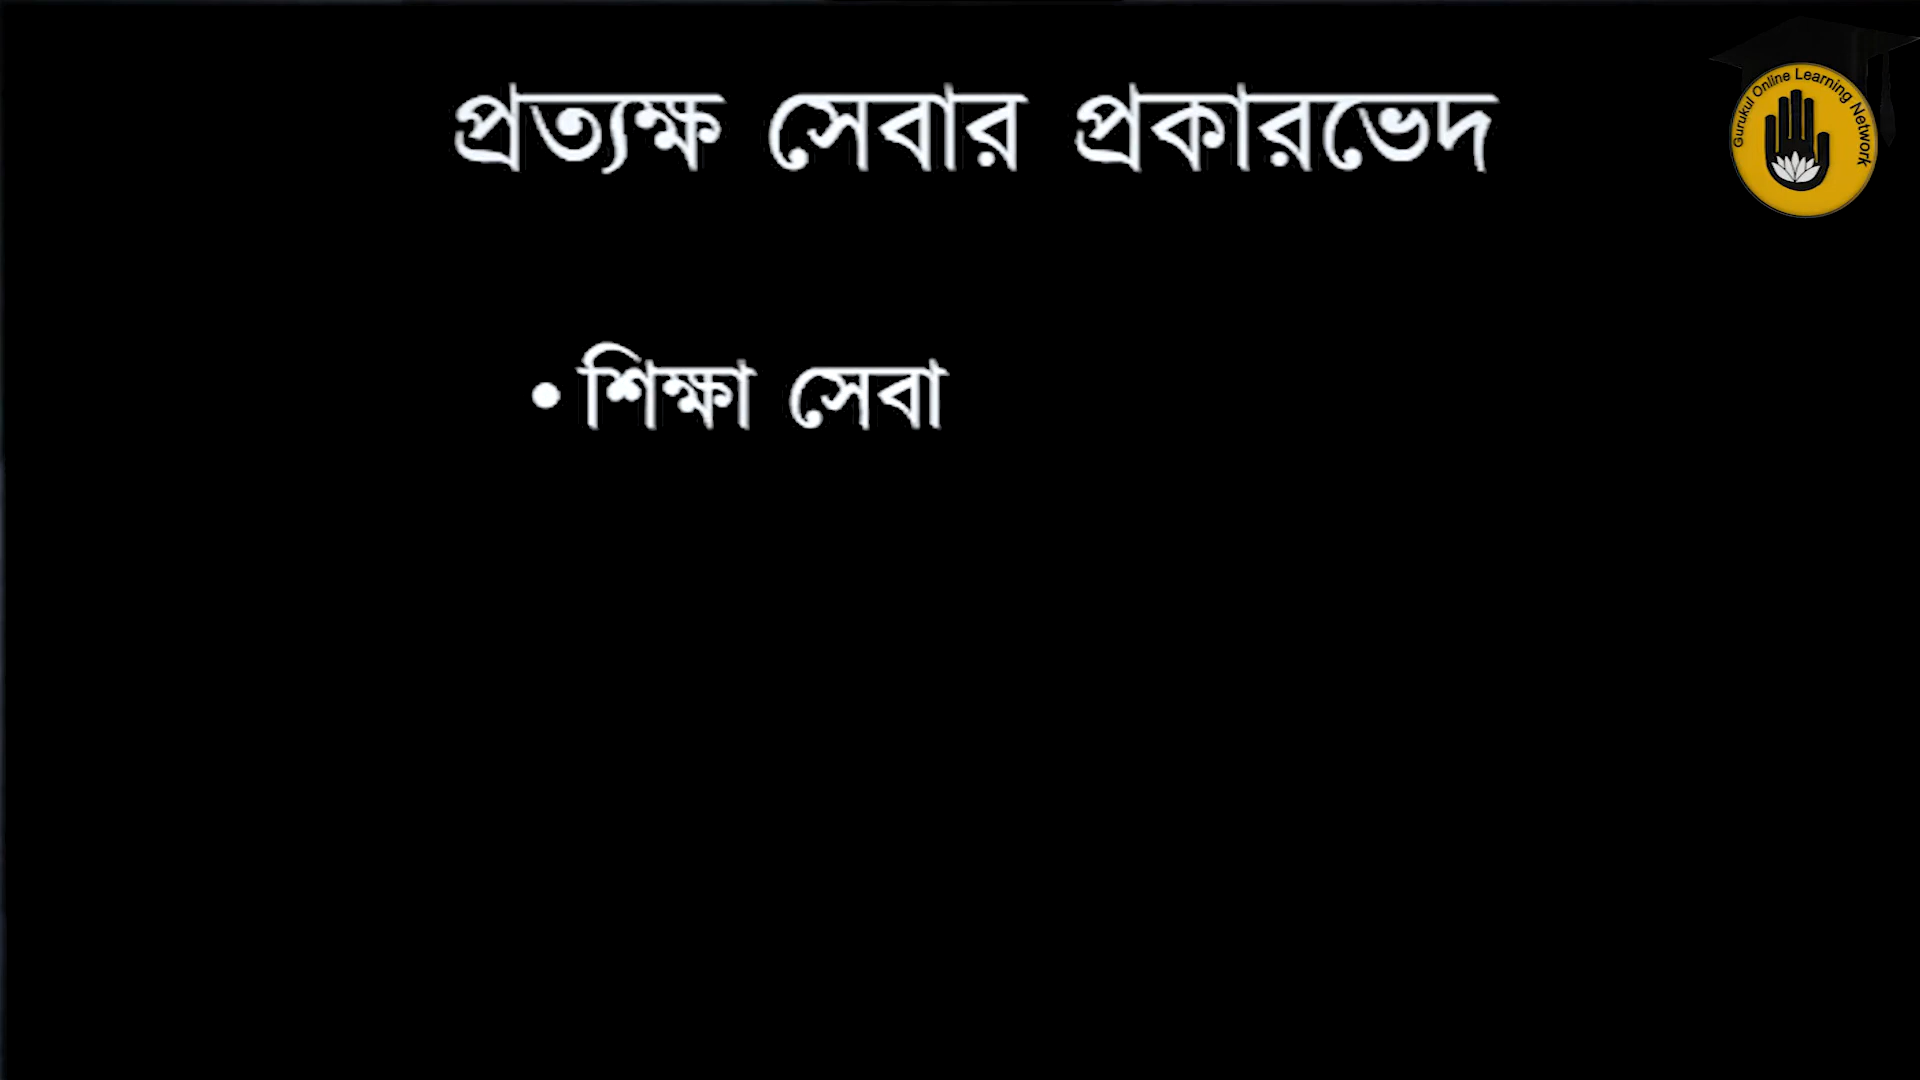 প্রত্যক্ষ সেবার প্রকারভেদ
Gurukul Online Learning Network
• শিক্ষা সেবা